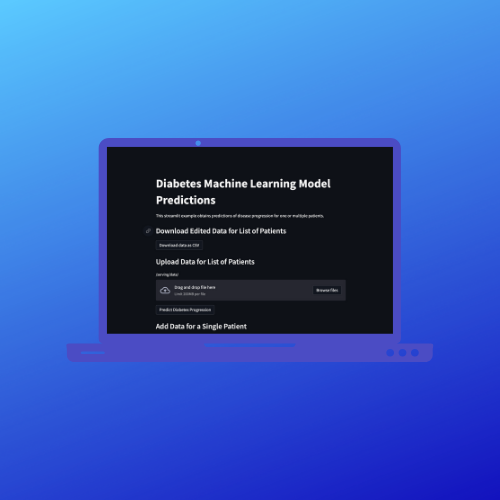 Diabetes Machine Learning Model
Predictions
This streamlit example obtains predictions of disease progression for one or multiple patients.
Download Edited Data for List of Patients
Download data as CSV
Upload Data for List of Patients
Serving Data!
Drag and drop file here
Limit 200MB per file
Browse files
Predict Diabetes Progression
Add Data for a Single Patient